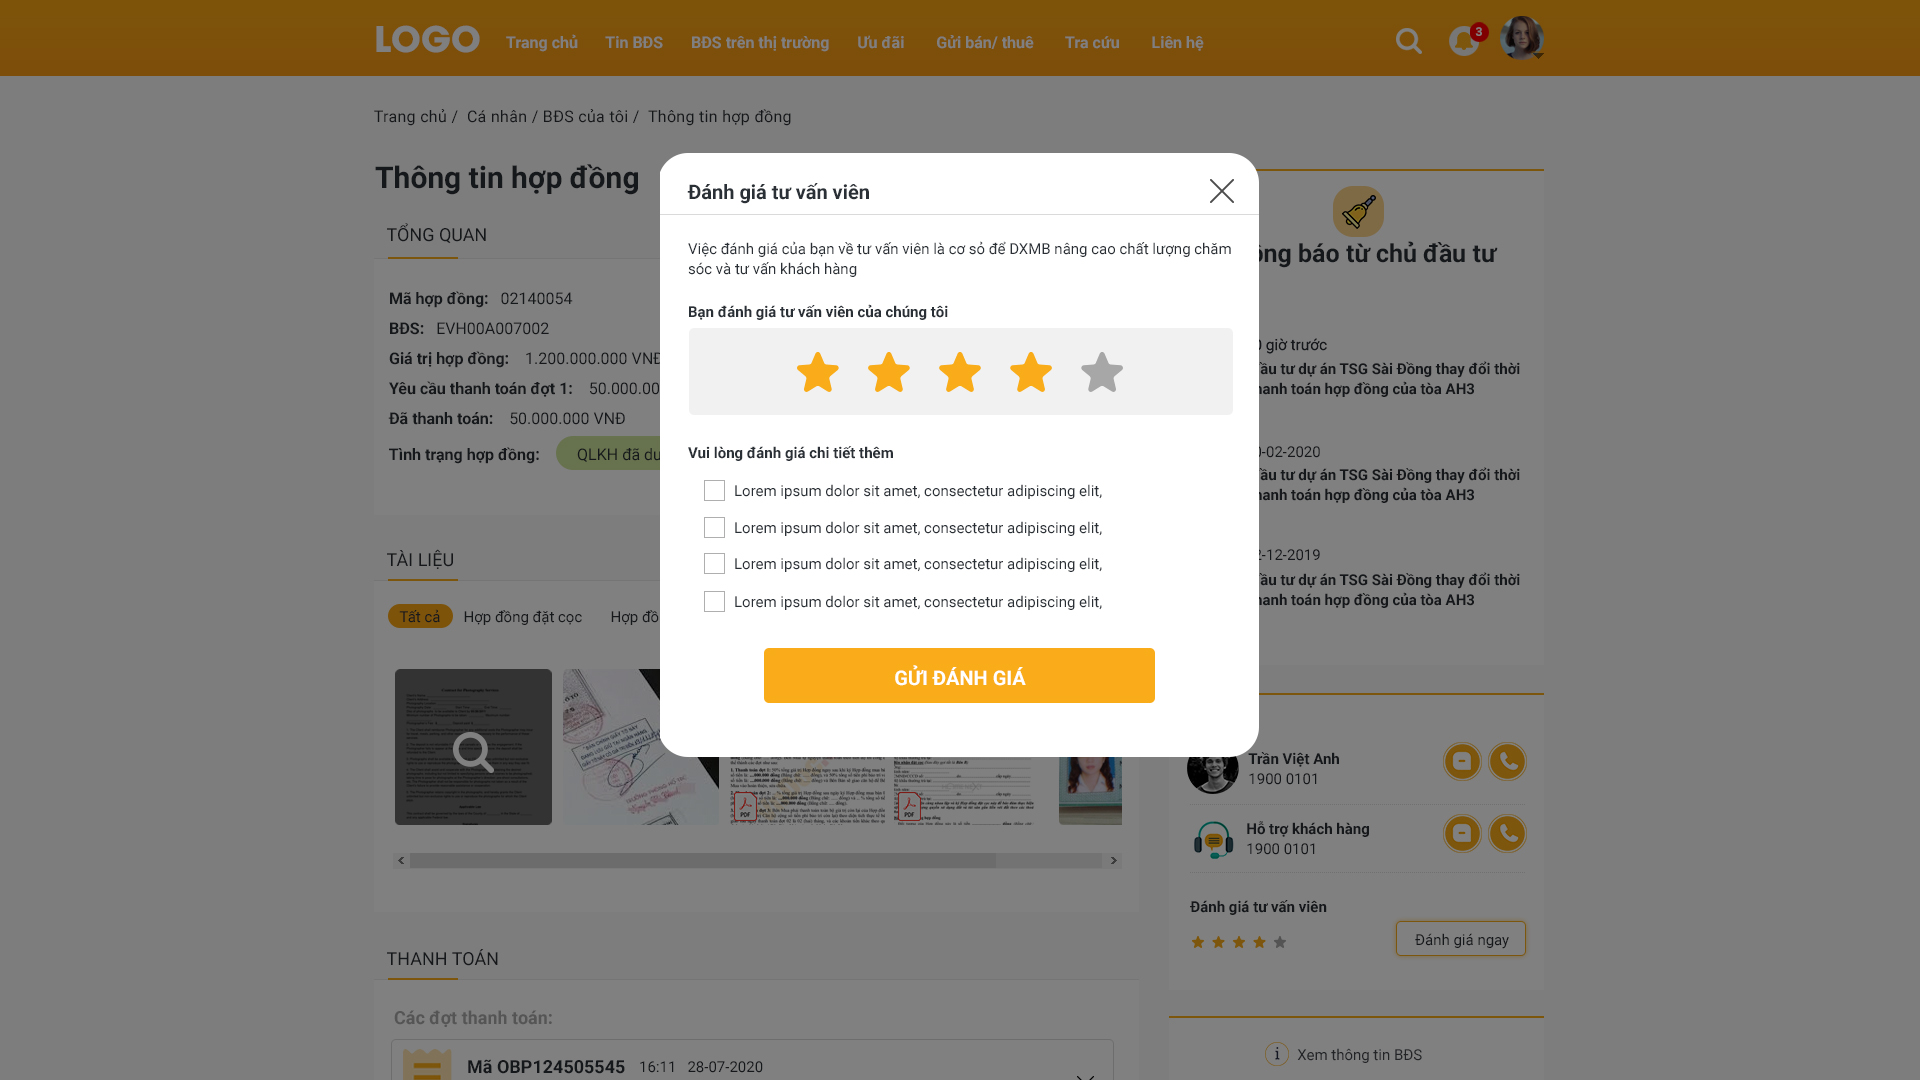 LOGO
Trang chủ
Tin BĐS
BĐS trên thị trường
Ưu đãi
Gửi bán/ thuê
Tra cứu
Liên hệ
3
Trang chủ / Cá nhân / BĐS của tôi / Thông tin hợp đồng
Thông tin hợp đồng
TỔNG QUAN
Mã hợp đồng: 02140054
BĐS: EVH00A007002
Giá trị hợp đồng: 1.200.000.000 VNĐ
Yêu cầu thanh toán đợt 1: 50.000.00
Đã thanh toán: 50.000.000 VNĐ
Tình trạng hợp đồng: QLKH đã du
TÀI LIỆU
Tất cả
Hợp đồng đặt cọc
Hợp đồ
PDF
PDF
THANH TOÁN
Các đợt thanh toán:
Mã OBP124505545 16:11 28-07-2020
Đánh giá tư vấn viên
Việc đánh giá của bạn về tư vấn viên là cơ sỏ để DXMB nâng cao chất lượng chăm
sóc và tư vấn khách hàng
Bạn đánh giá tư vấn viên của chúng tôi
Vui lòng đánh giá chi tiết thêm
Lorem ipsum dolor sit amet, consectetur adipiscing elit,
Lorem ipsum dolor sit amet, consectetur adipiscing elit,
Lorem ipsum dolor sit amet, consectetur adipiscing elit,
Lorem ipsum dolor sit amet, consectetur adipiscing elit,
GỬI ĐÁNH GIÁ
ông báo từ chủ đầu tư
0 giờ trước
ầu tư dự án TSG Sài Đồng thay đổi thời
hanh toán hợp đồng của tòa AH3
0-02-2020
ầu tư dự án TSG Sài Đồng thay đổi thời
hanh toán hợp đồng của tòa AH3
2-12-2019
ầu tư dự án TSG Sài Đồng thay đổi thời
hanh toán hợp đồng của tòa AH3
Trần Việt Anh
1900 0101
Hỗ trợ khách hàng
1900 0101
Đánh giá tư vấn viên
Đánh giá ngay
Xem thông tin BĐS